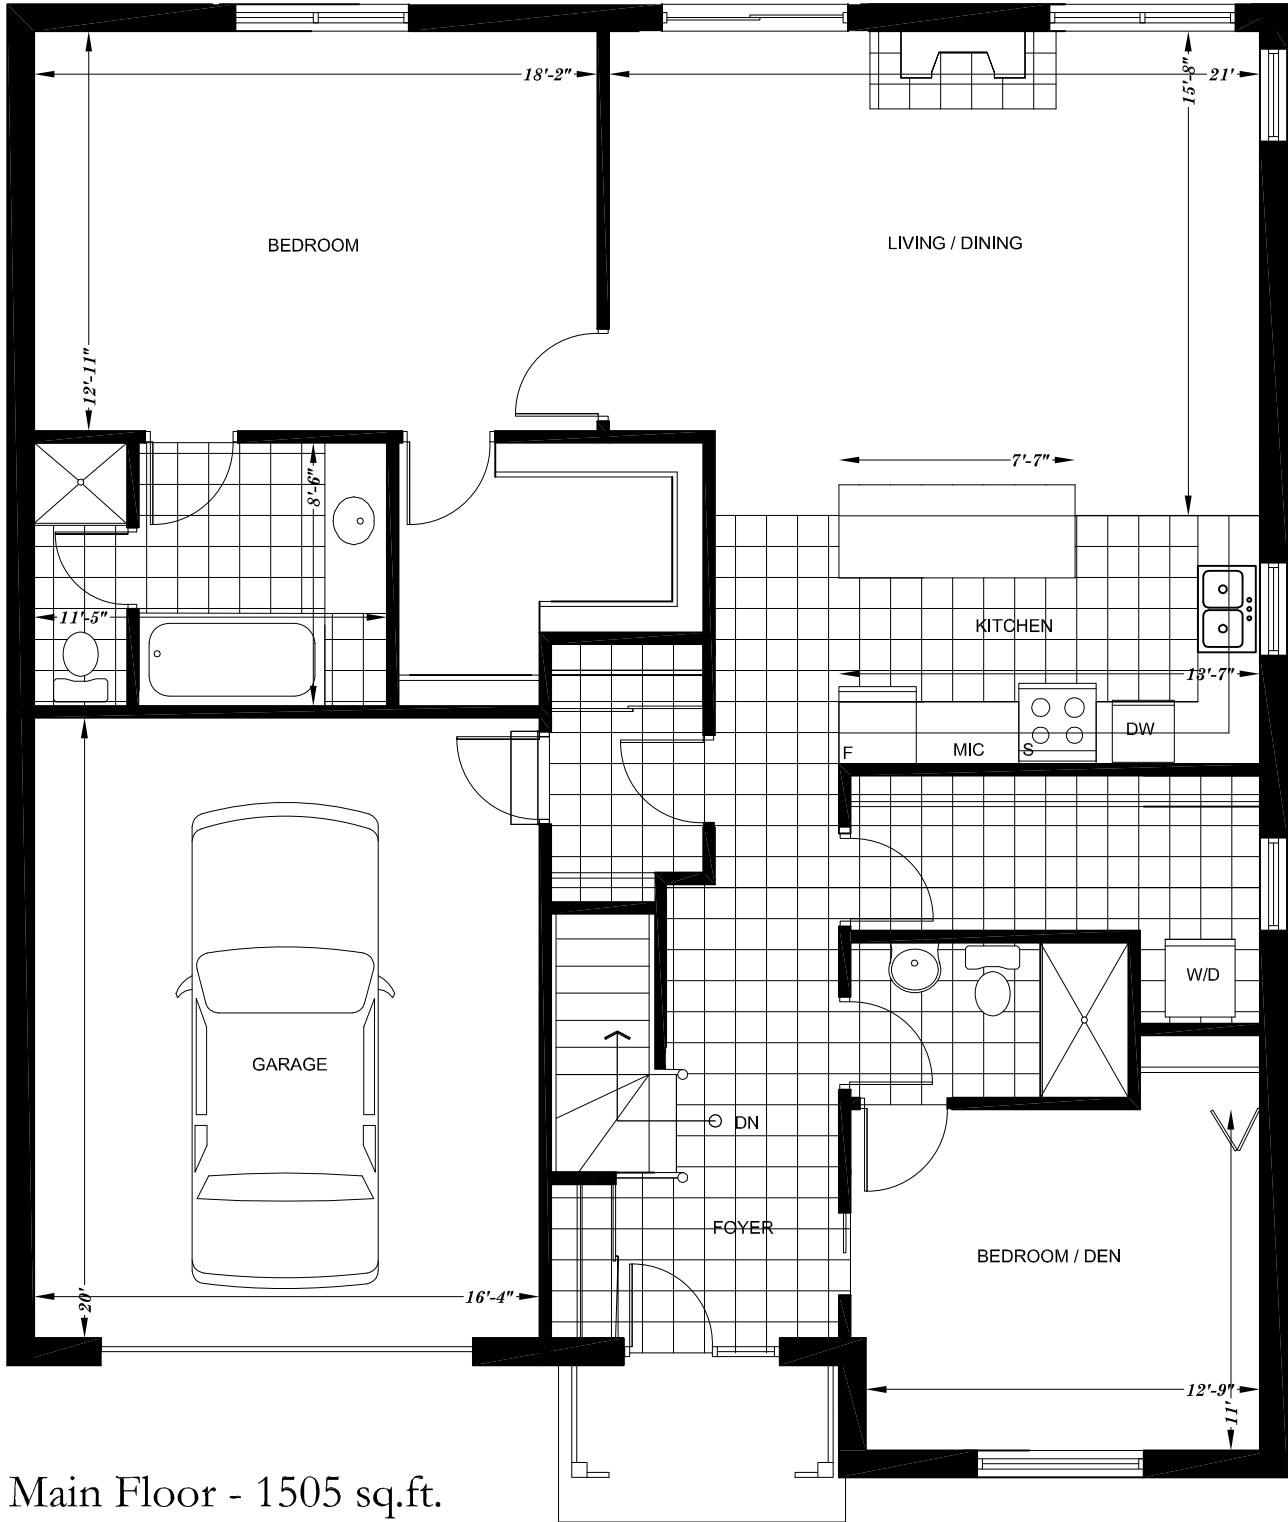 18'-2"
21'
15'-8"
BEDROOM
LIVING / DINING
12'-11"
7'-7"
8'-6"
11'-5"
KITCHEN
13'-7"
F
MIC
S
DW
W/D
GARAGE
DN
FOYER
BEDROOM / DEN
20'
16'-4"
12'-9"
11'
Main Floor - 1505 sq.ft.